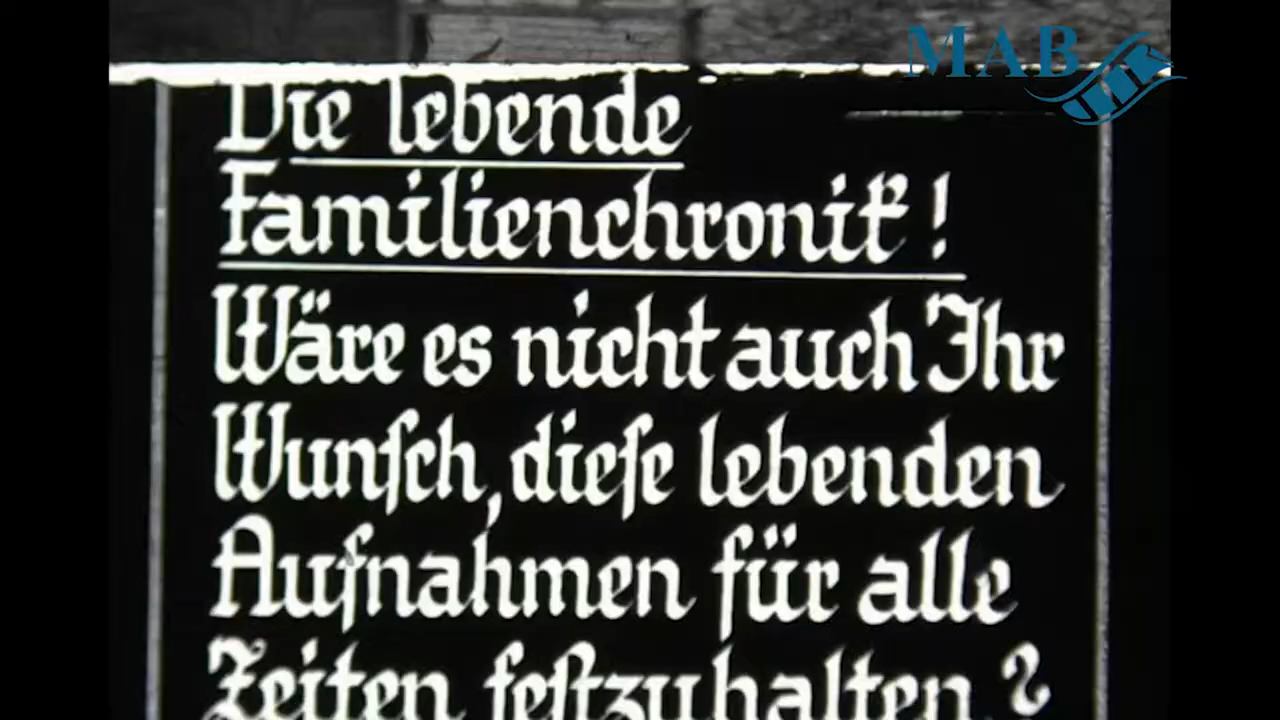 MAB
Die lebende
Familienchronik!
Wäre es nicht auch Ihr
Wunſch, dieſe lebenden
Aufnahmen für alle
Zeiten feſtzuhalten?